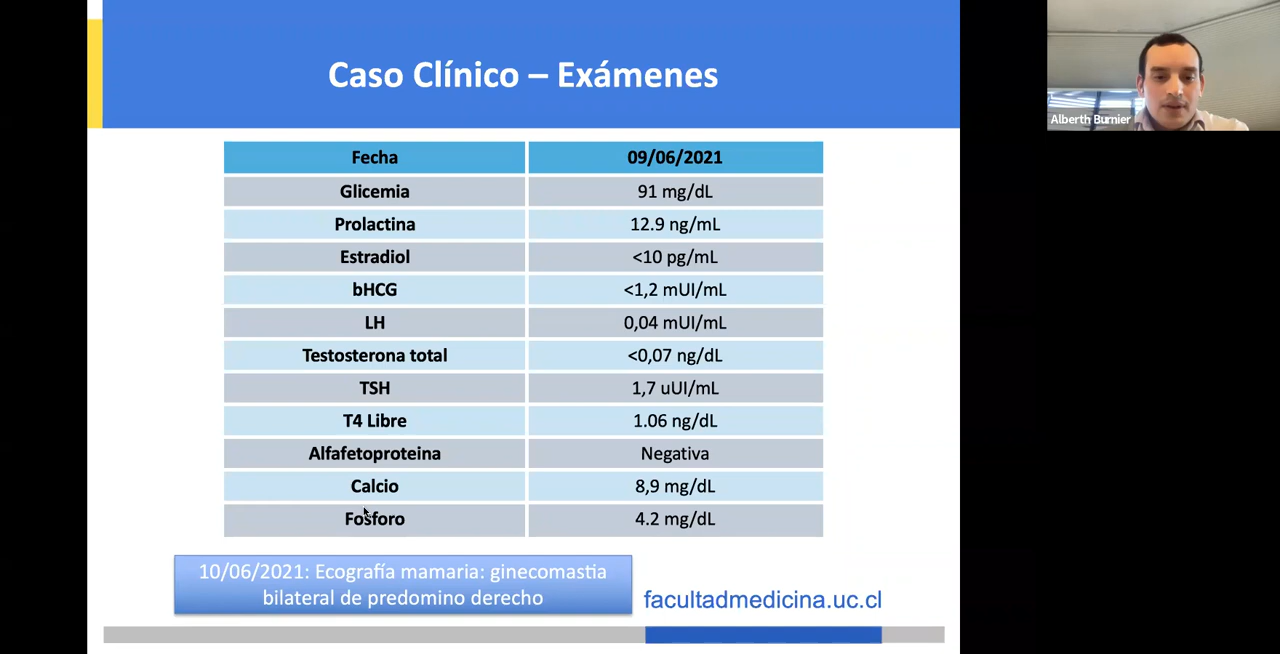 Caso Clínico – Exámenes
Alberth Burnier
Fecha 09/06/2021
Glicemia 91 mg/dL
Prolactina 12.9 ng/mL
Estradiol <10 pg/mL
bHCG <1,2 mUI/mL
LH 0,04 mUI/mL
Testosterona total <0,07 ng/dL
TSH 1,7 uUI/mL
T4 Libre 1.06 ng/dL
Alfafetoproteina Negativa
Calcio 8,9 mg/dL
Fosforo 4.2 mg/dL
10/06/2021: Ecografía mamaria: ginecomastia
bilateral de predomino derecho
facultadmedicina.uc.cl